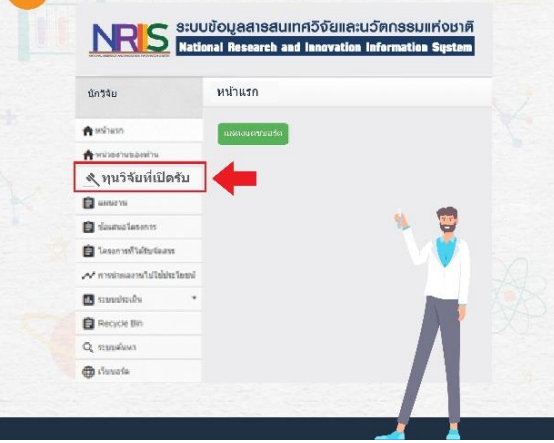 NRIIS
ระบบข้อมูลสารสนเทศวิจัยและนวัตกรรมแห่งชาติ
National Research and Innovation Information System
นักวิจัย
หน้าแรก
หน้าแรก
หน่วยงานของท่าน
ทุนวิจัยที่เปิดรับ
แผนงาน
ข้อเสนอโครงการ
โครงการที่ได้รับจัดสรร
การนำผลงานไปใช้ประโยชน์
ระบบประเมิน
Recycle Bin
ระบบค้นหา
เว็บบอร์ด